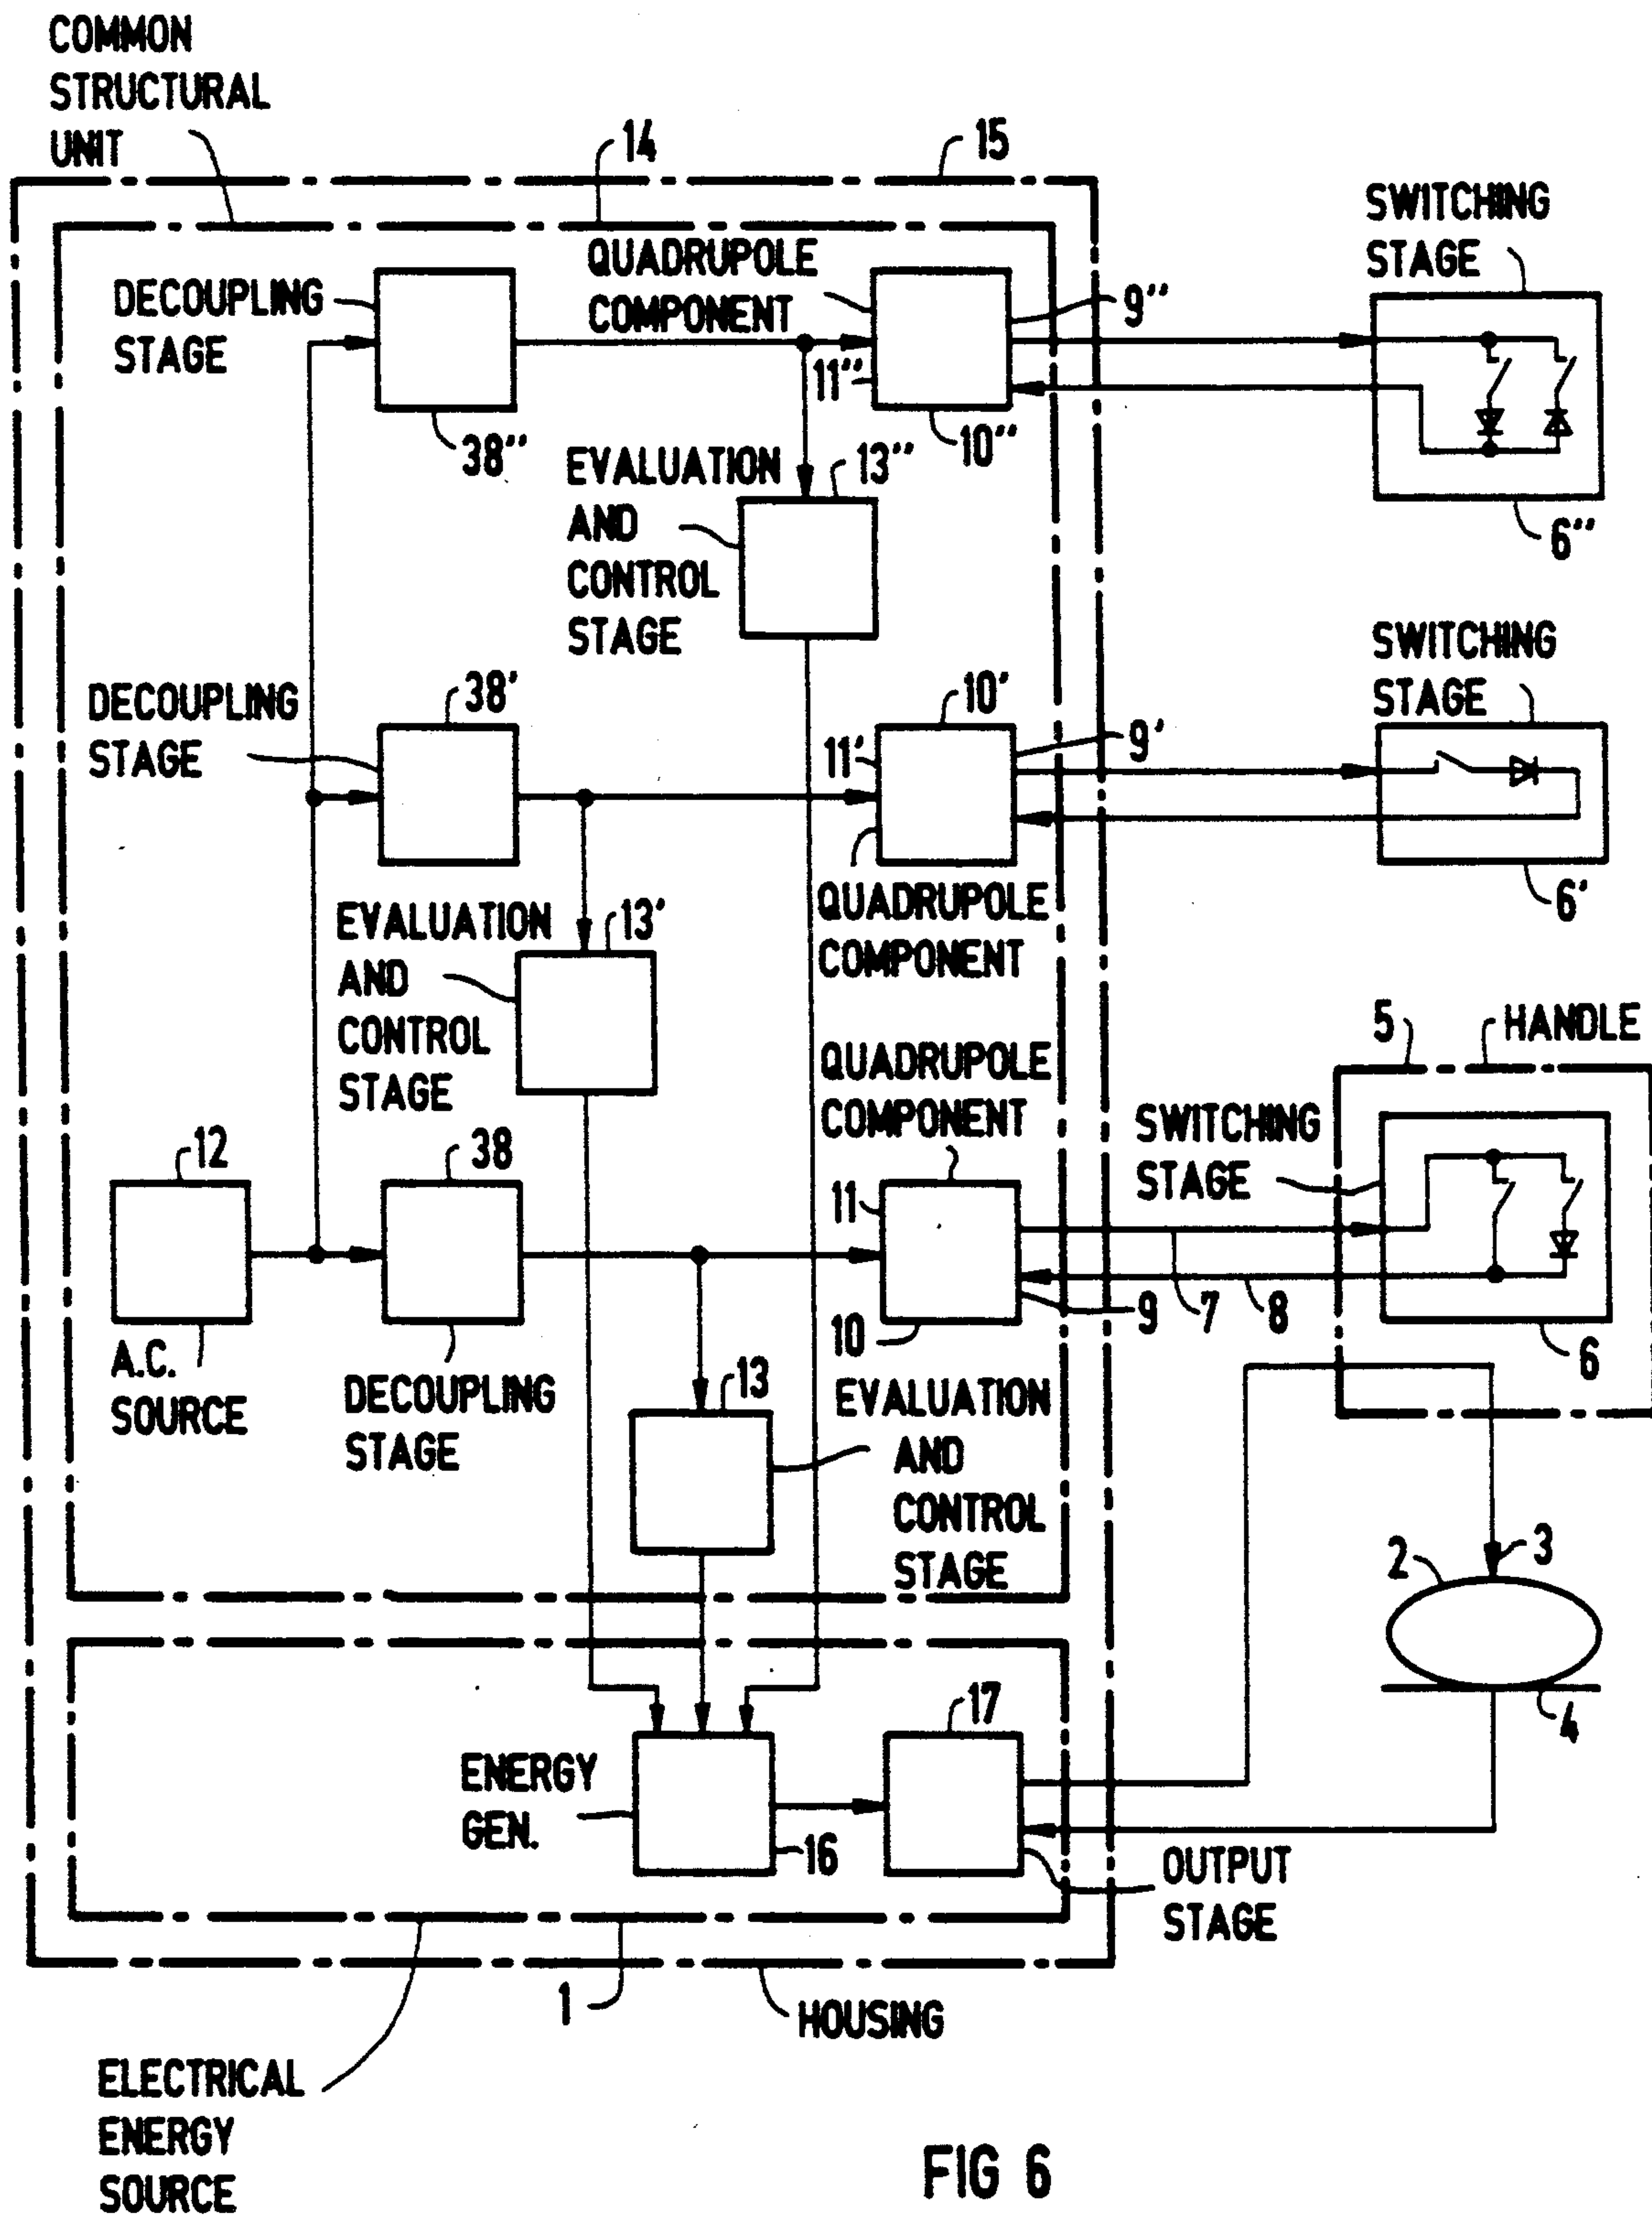 COMMON
STRUCTURAL
UNIT
14
15
SWITCHING
STAGE
QUADRUPOLE
COMPONENT
DECOUPLING
STAGE
9″
11″
38″
10″
6″
EVALUATION
AND
CONTROL
STAGE
13″
SWITCHING
STAGE
DECOUPLING
STAGE
38′
10′
11′
9′
6′
QUADRUPOLE
COMPONENT
EVALUATION
AND
CONTROL
STAGE
13′
5
HANDLE
QUADRUPOLE
COMPONENT
SWITCHING
STAGE
12
38
11
10
9
7
8
6
A.C.
SOURCE
DECOUPLING
STAGE
13
EVALUATION
AND
CONTROL
STAGE
2
3
4
17
ENERGY
GEN.
16
OUTPUT
STAGE
1
HOUSING
ELECTRICAL
ENERGY
SOURCE
FIG 6